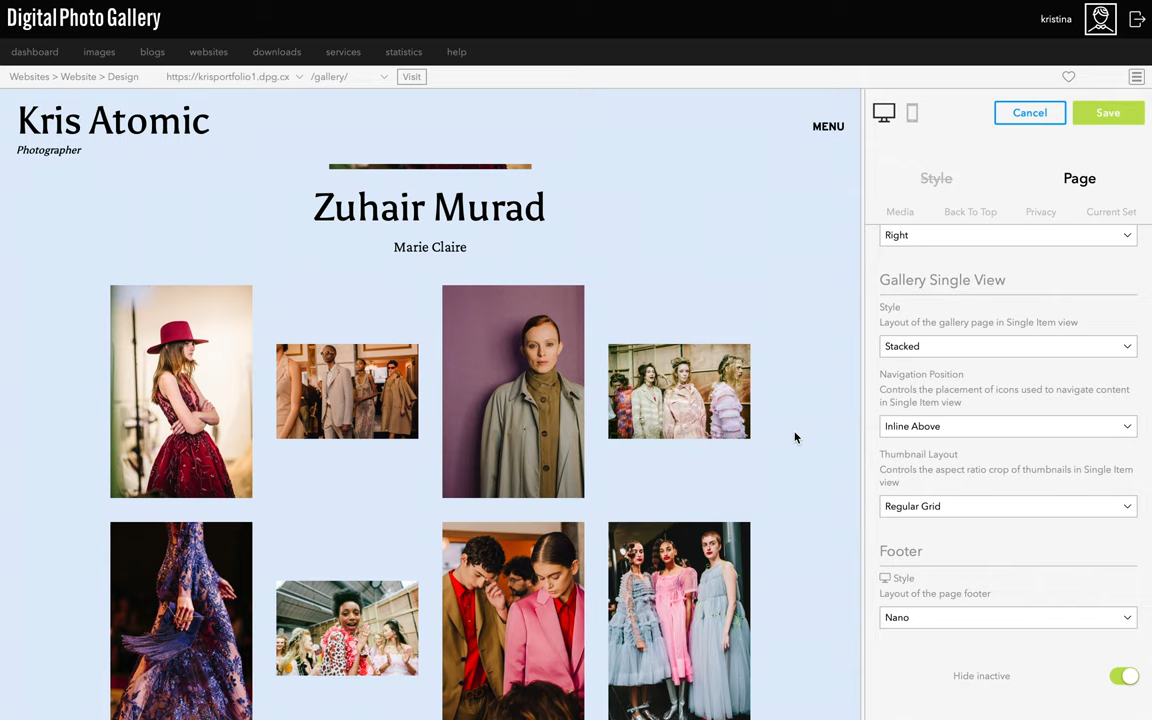 Digital Photo Gallery
kristina
dashboard images blogs websites downloads services statistics help
Websites > Website > Design https://krisportfolio1.dpg.cx /gallery/ Visit
Kris Atomic
Photographer
MENU
Zuhair Murad
Marie Claire
Cancel Save
Style Page
Media Back To Top Privacy Current Set
Right
Gallery Single View
Style
Layout of the gallery page in Single Item view
Stacked
Navigation Position
Controls the placement of icons used to navigate content
in Single Item view
Inline Above
Thumbnail Layout
Controls the aspect ratio crop of thumbnails in Single Item
view
Regular Grid
Footer
Style
Layout of the page footer
Nano
Hide inactive